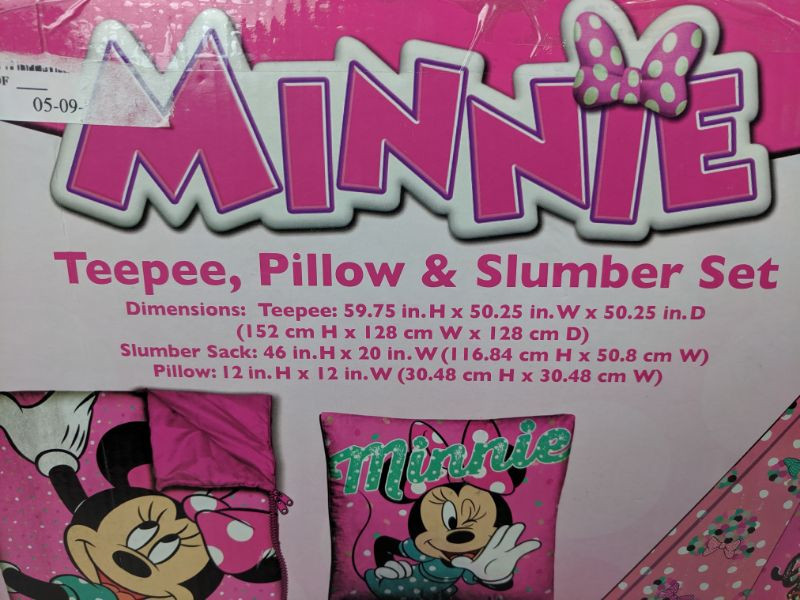 MINNIE
05-09-
Teepee, Pillow & Slumber Set
Dimensions: Teepee: 59.75 in.H x 50.25 in.W x 50.25 in.D
(152 cm H x 128 cm W x 128 cm D)
Slumber Sack: 46 in.H x 20 in.W (116.84 cm H x 50.8 cm W)
Pillow: 12 in.H x 12 in.W (30.48 cm H x 30.48 cm W)
Minnie